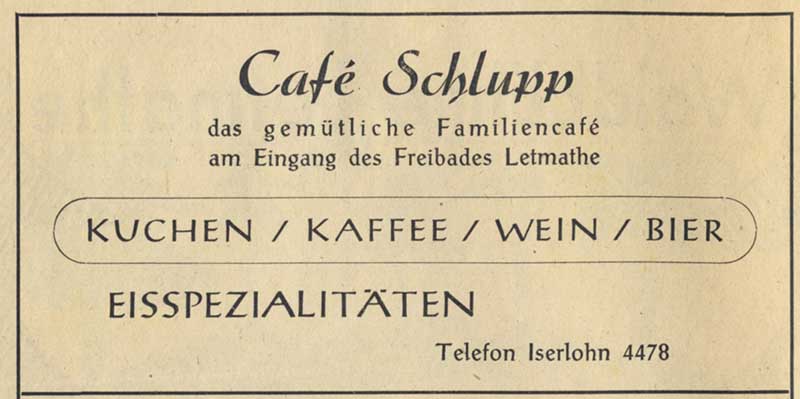 Café Schlupp
das gemütliche Familiencafé
am Eingang des Freibades Letmathe
KUCHEN / KAFFEE / WEIN / BIER
EISSPEZIALITÄTEN
Telefon Iserlohn 4478